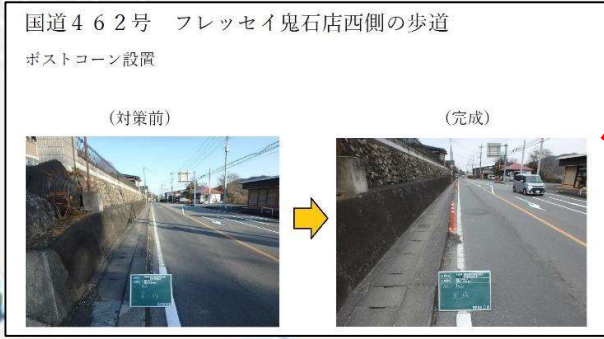 国道４６２号　フレッセイ鬼石店西側の歩道
ポストコーン設置
（対策前）
（完成）